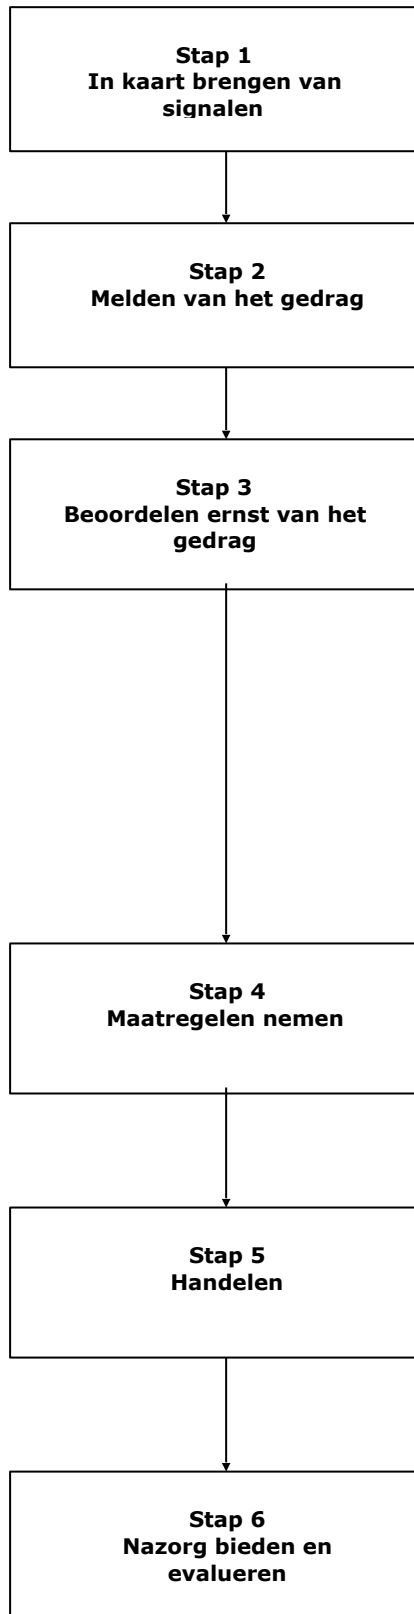 Stap 1
In kaart brengen van
signalen
Stap 2
Melden van het gedrag
Stap 3
Beoordelen ernst van het
gedrag
Stap 4
Maatregelen nemen
Stap 5
Handelen
Stap 6
Nazorg bieden en
evalueren